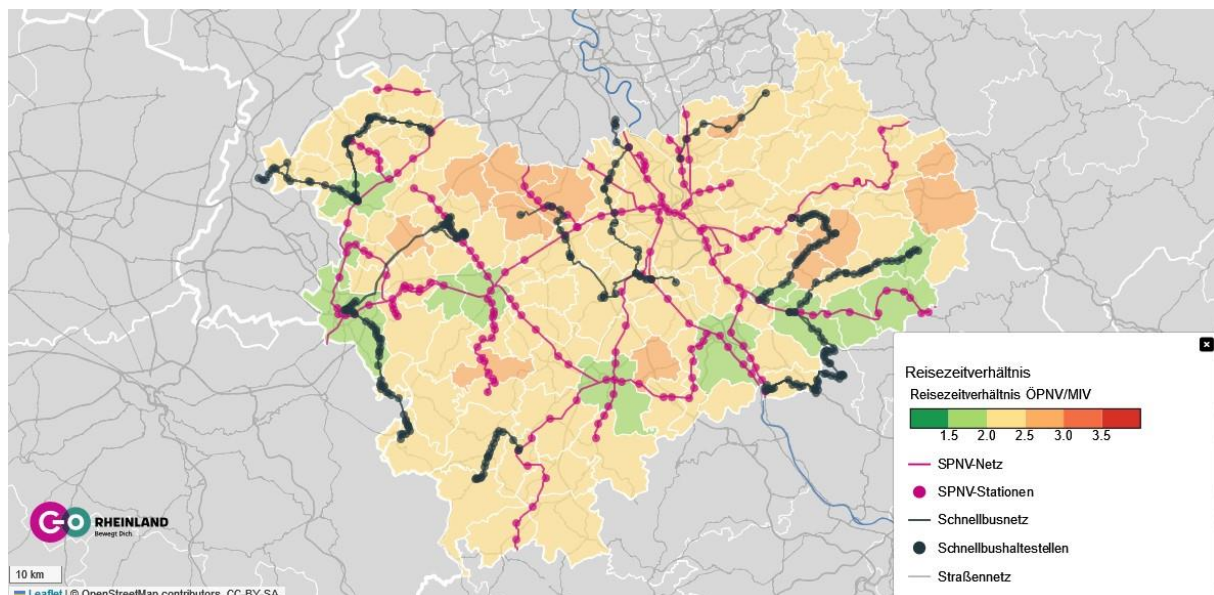 Reisezeitverhältnis
Reisezeitverhältnis ÖPNV/MIV
1.5 2.0 2.5 3.0 3.5
SPNV-Netz
SPNV-Stationen
Schnellbusnetz
Schnellbushaltestellen
Straßennetz
GO RHEINLAND
Bewegt Dich.
10 km
Leaflet | © OpenStreetMap contributors, CC-BY-SA